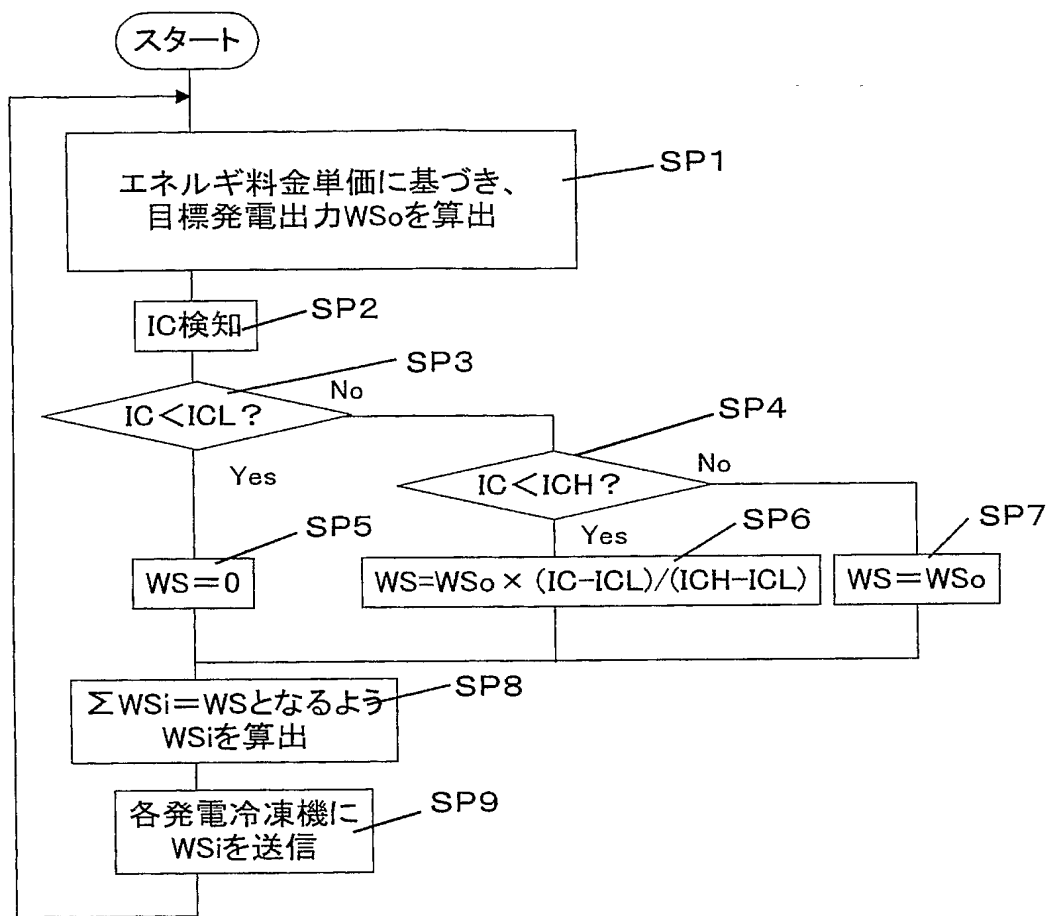 スタート
エネルギ料金単価に基づき、
目標発電出力WSoを算出
SP1
IC検知
SP2
IC<ICL?
SP3
No
Yes
IC<ICH?
SP4
No
Yes
WS=0
SP5
WS=WSo×(IC-ICL)/(ICH-ICL)
SP6
WS=WSo
SP7
ΣWSi=WSとなるよう
WSiを算出
SP8
各発電冷凍機に
WSiを送信
SP9